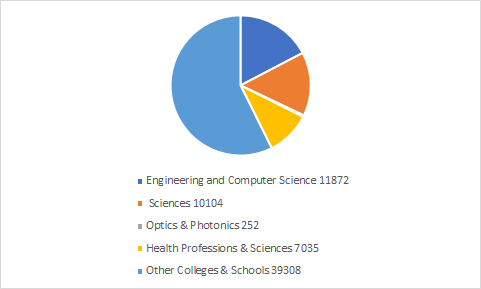 Engineering and Computer Science 11872
Sciences 10104
Optics & Photonics 252
Health Professions & Sciences 7035
Other Colleges & Schools 39308